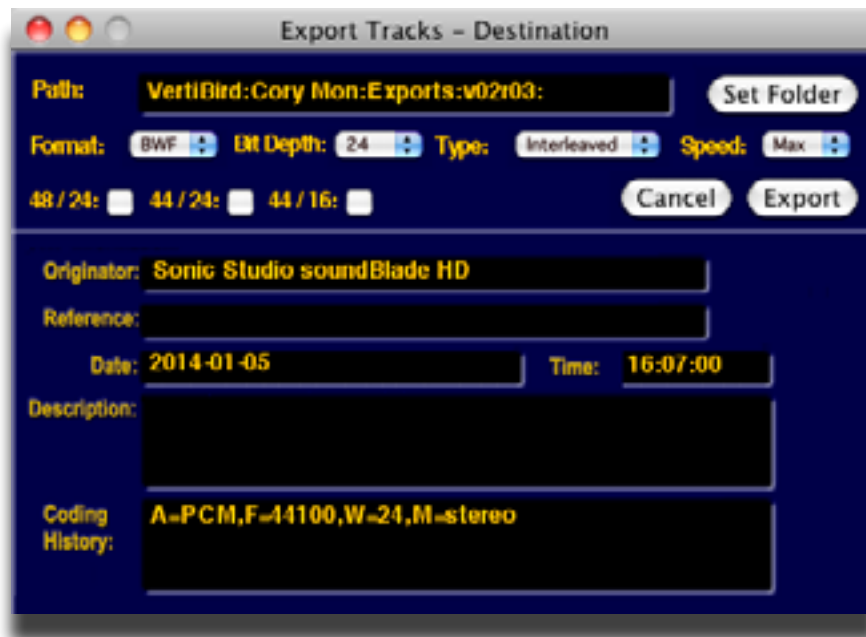 Export Tracks – Destination
Path: VertiBird:Cory Mon:Exports:v02r03: Set Folder
Format: BWF Bit Depth: 24 Type: Interleaved Speed: Max
48 / 24: 44 / 24: 44 / 16: Cancel Export
Originator: Sonic Studio soundBlade HD
Reference:
Date: 2014-01-05 Time: 16:07:00
Description:
Coding History: A=PCM,F=44100,W=24,M=stereo